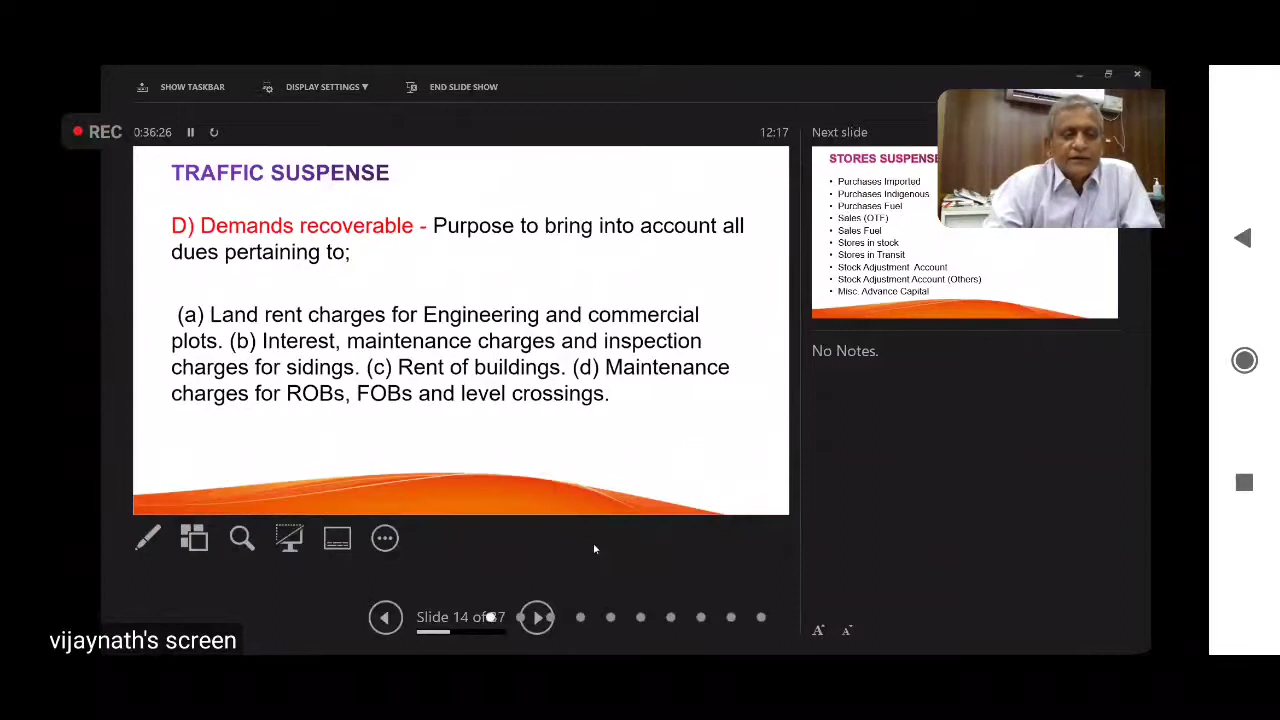 SHOW TASKBAR
DISPLAY SETTINGS ▼
END SLIDE SHOW
REC
0:36:26
12:17
Next slide
TRAFFIC SUSPENSE
D) Demands recoverable - Purpose to bring into account all
dues pertaining to;
(a) Land rent charges for Engineering and commercial
plots. (b) Interest, maintenance charges and inspection
charges for sidings. (c) Rent of buildings. (d) Maintenance
charges for ROBs, FOBs and level crossings.
STORES SUSPENSE
• Purchases Imported
• Purchases Indigenous
• Purchases Fuel
• Sales (OTF)
• Sales Fuel
• Stores in stock
• Stores in Transit
• Stock Adjustment Account
• Stock Adjustment Account (Others)
• Misc. Advance Capital
No Notes.
Slide 14 of 37
A A
vijaynath's screen